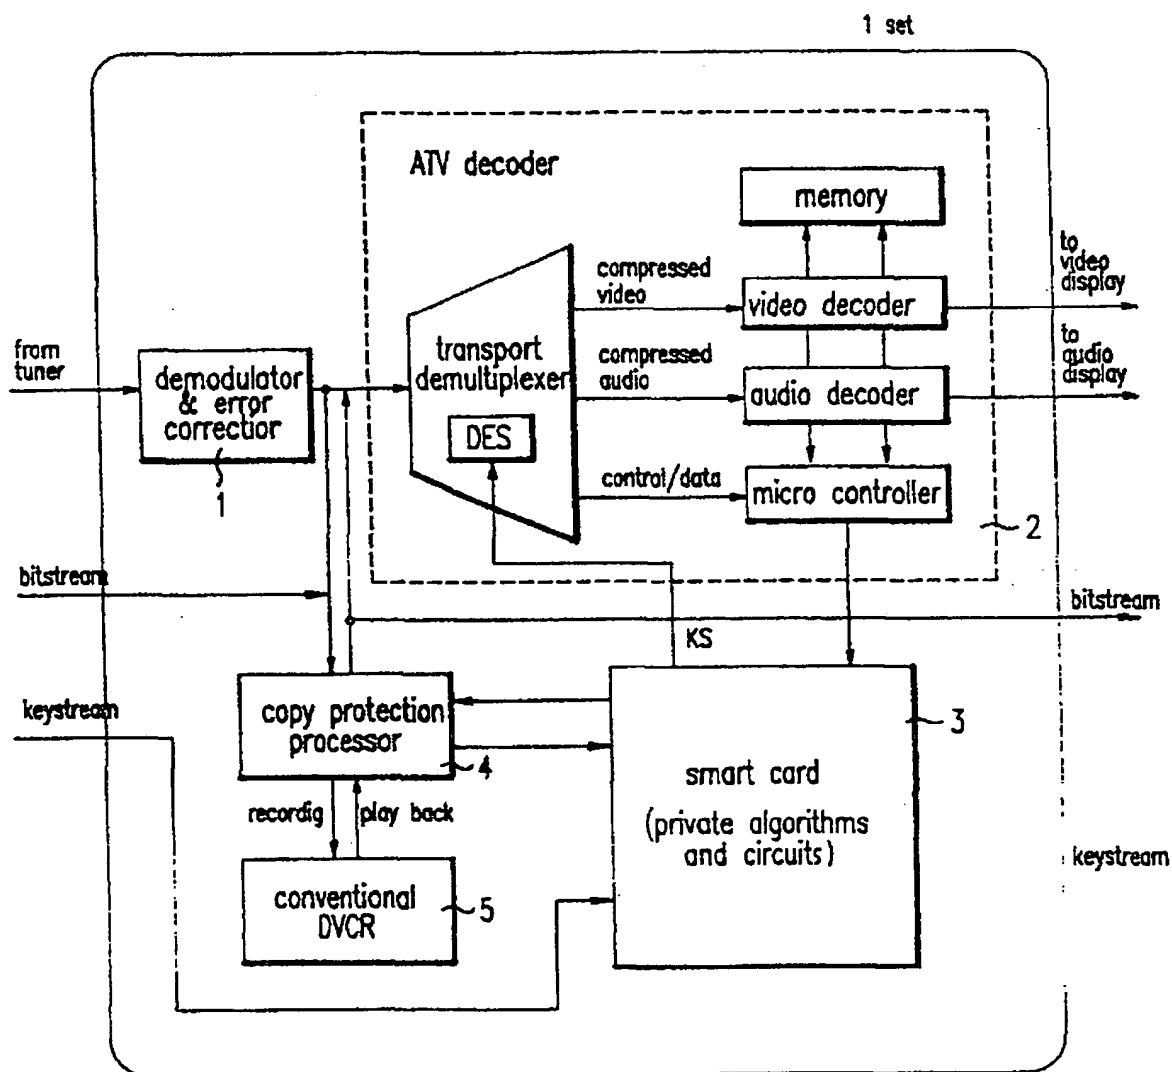 1 set
ATV decoder
memory
to
video
display
compressed
video
video decoder
from
tuner
demodulator
& error
correctior
1
transport
demultiplexer
DES
compressed
audio
audio decoder
to
audio
display
control/data
micro controller
2
bitstream
bitstream
KS
keystream
copy protection
processor
4
3
smart card
(private algorithms
and circuits)
recordig
play back
keystream
conventional
DVCR
5